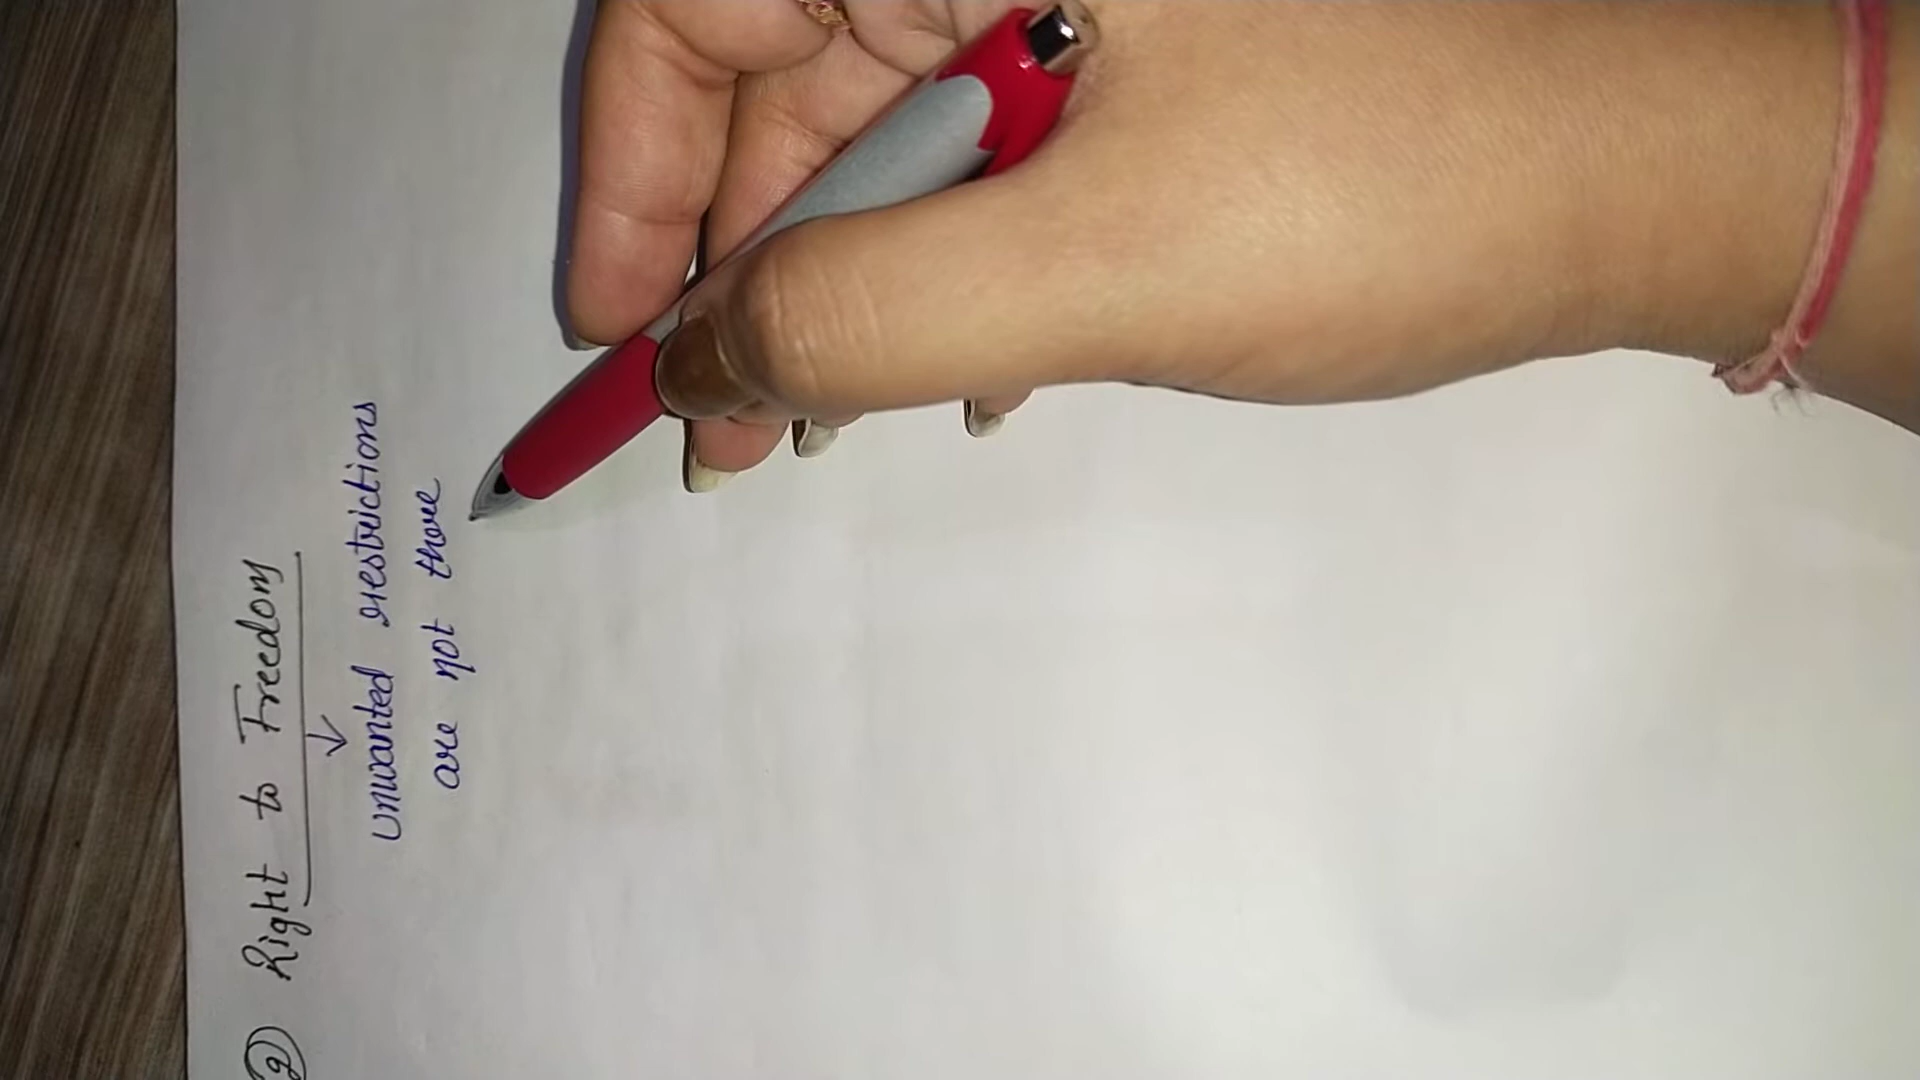 ② Right to Freedom
↓
unwanted restrictions
are not there